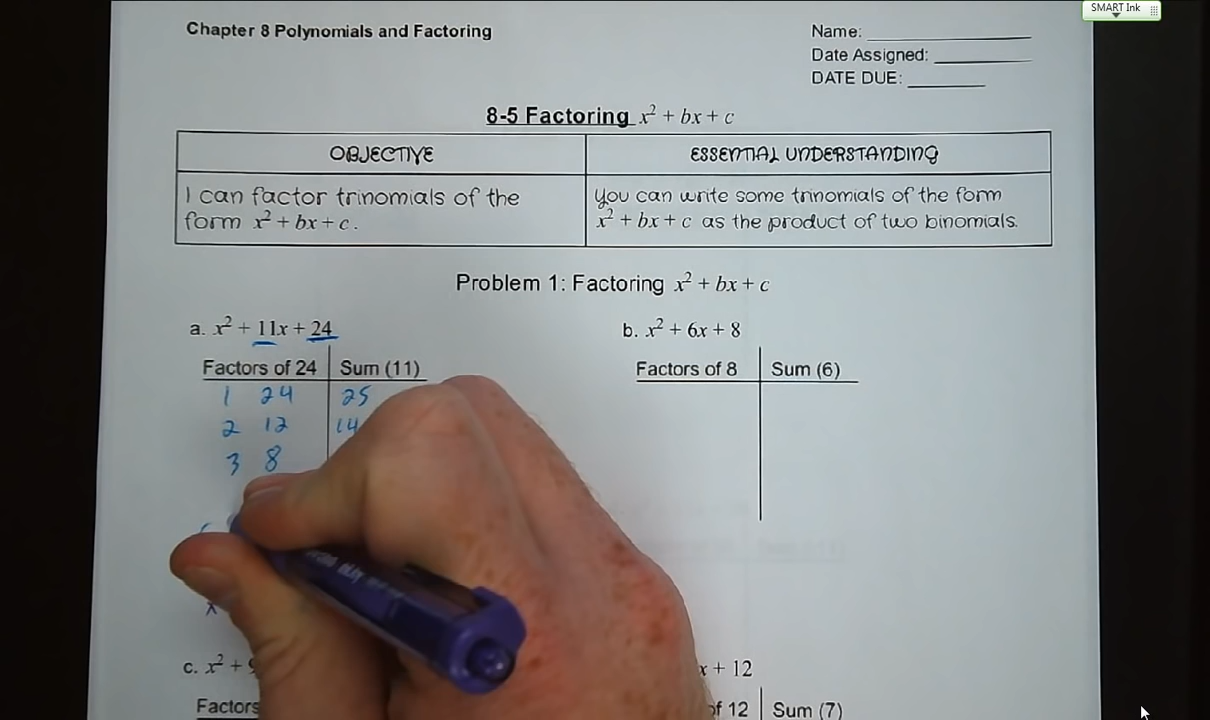 SMART Ink
Chapter 8 Polynomials and Factoring
Name: ____________
Date Assigned: ________
DATE DUE: ______
8-5 Factoring x² + bx + c
OBJECTIVE
ESSENTIAL UNDERSTANDING
I can factor trinomials of the
form x² + bx + c.
You can write some trinomials of the form
x² + bx + c as the product of two binomials.
Problem 1: Factoring x² + bx + c
a. x² + 11x + 24
Factors of 24 Sum (11)
1 24 25
2 12 14
3 8
b. x² + 6x + 8
Factors of 8 Sum (6)
c. x² +
Factors
x + 12
of 12 Sum (7)